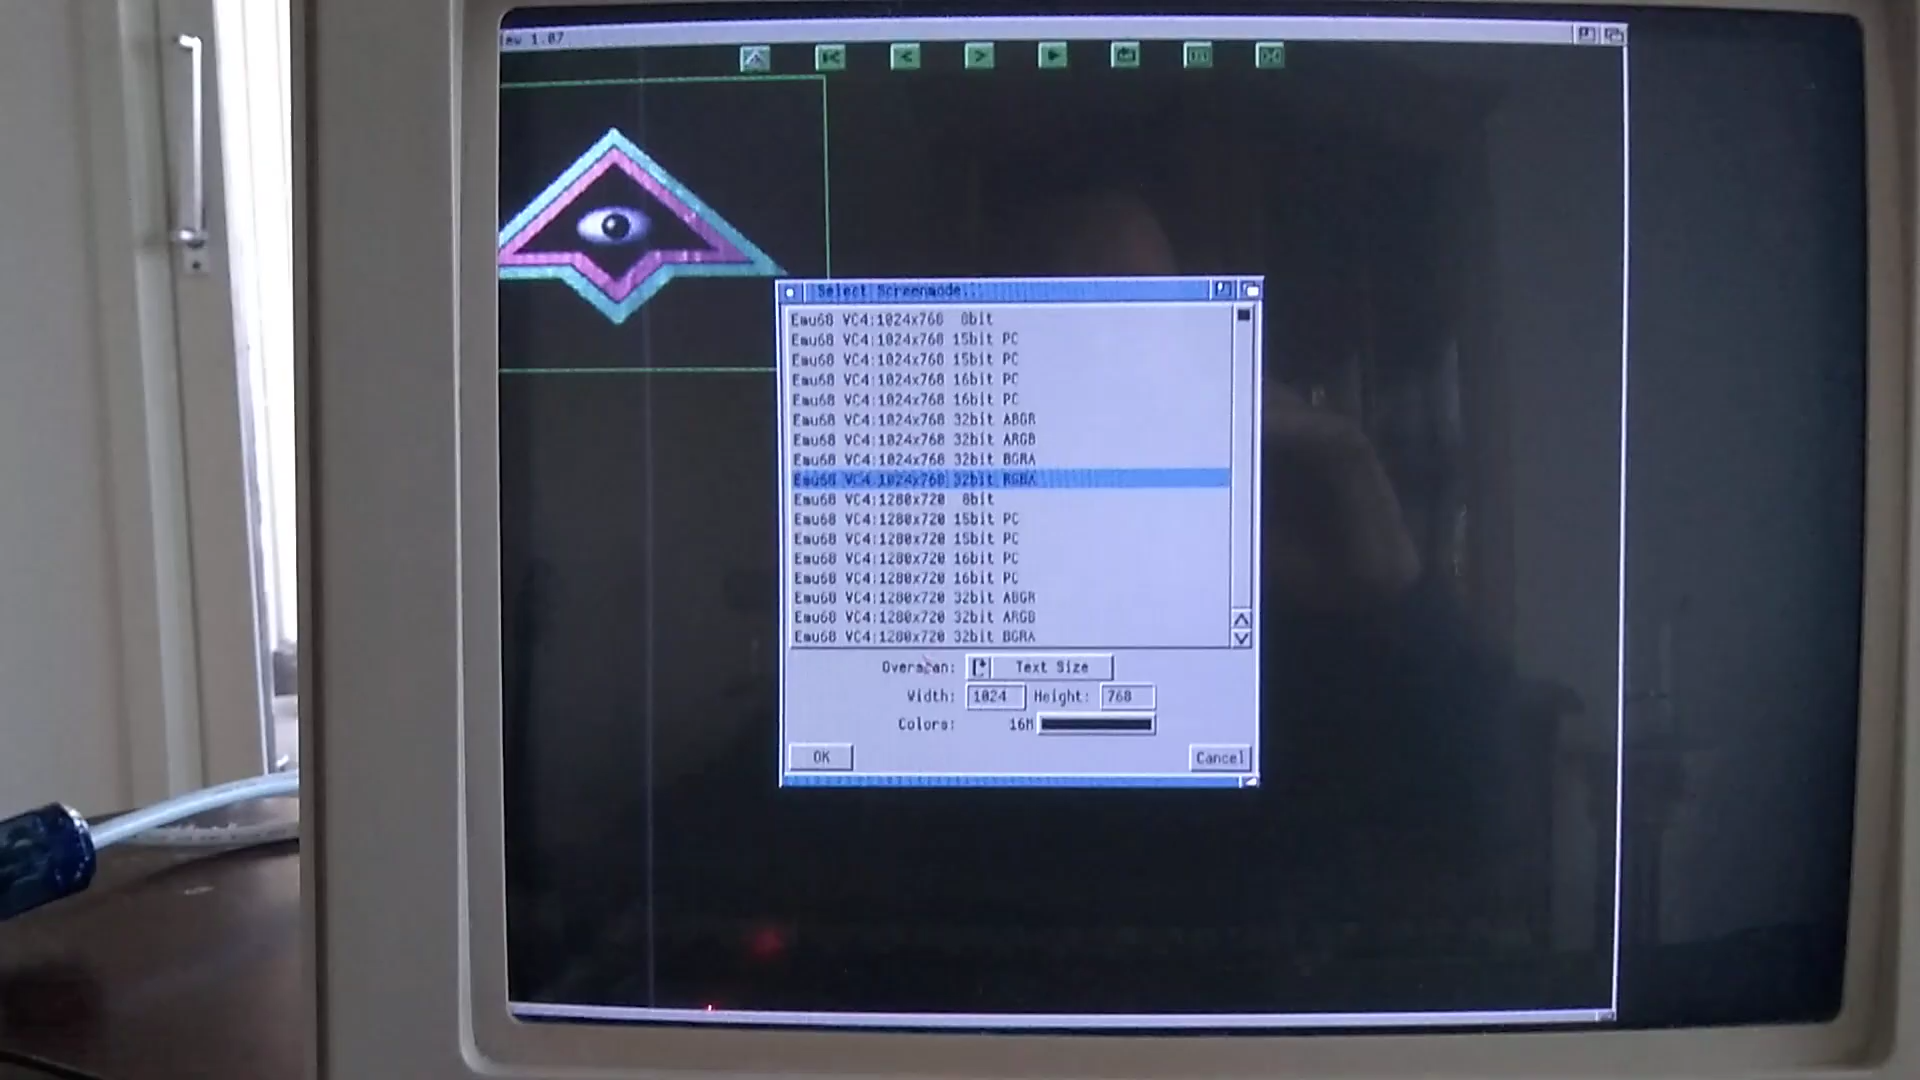 1.07
Select Screenmode...
Emu68 VC4:1024x768 8bit
Emu68 VC4:1024x768 15bit PC
Emu68 VC4:1024x768 15bit PC
Emu68 VC4:1024x768 16bit PC
Emu68 VC4:1024x768 16bit PC
Emu68 VC4:1024x768 32bit ABGR
Emu68 VC4:1024x768 32bit ARGB
Emu68 VC4:1024x768 32bit BGRA
Emu68 VC4:1024x768 32bit RGBA
Emu68 VC4:1280x720 8bit
Emu68 VC4:1280x720 15bit PC
Emu68 VC4:1280x720 15bit PC
Emu68 VC4:1280x720 16bit PC
Emu68 VC4:1280x720 16bit PC
Emu68 VC4:1280x720 32bit ABGR
Emu68 VC4:1280x720 32bit ARGB
Emu68 VC4:1280x720 32bit BGRA
Overscan: Text Size
Width: 1024 Height: 768
Colors: 16M
OK Cancel